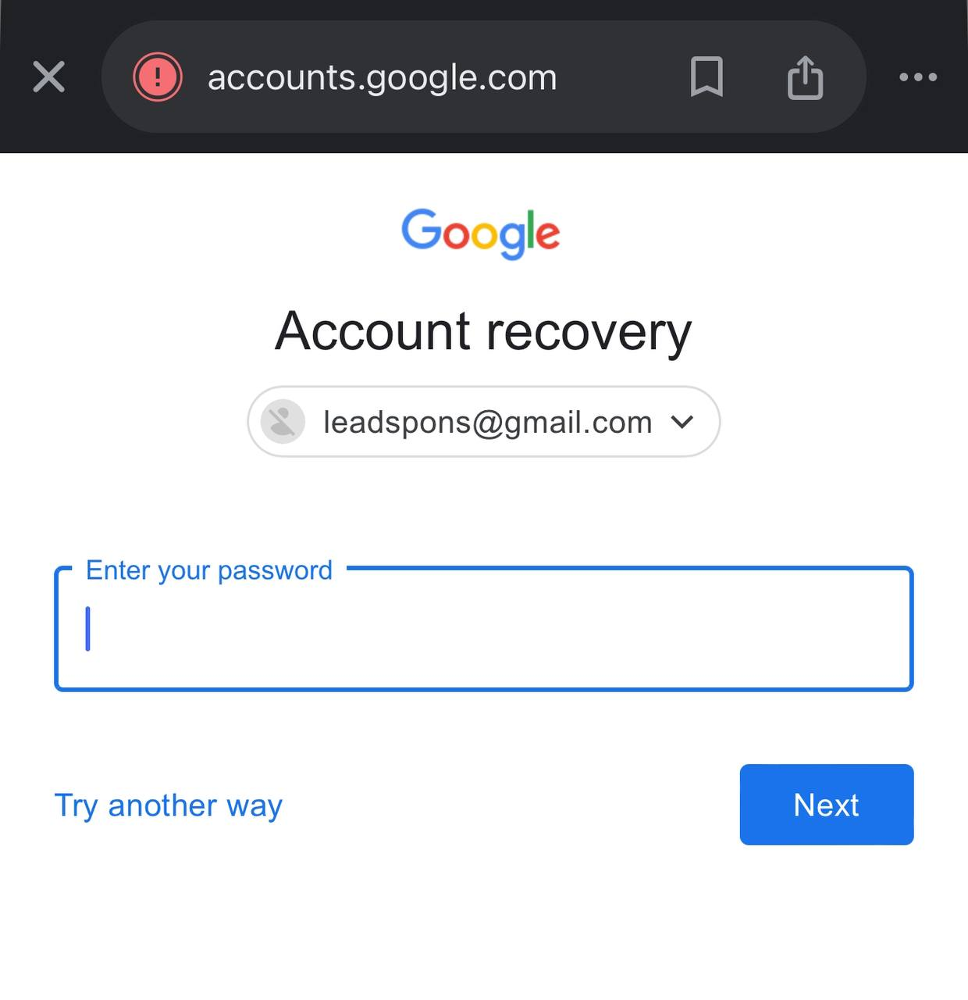 accounts.google.com
Google
Account recovery
leadspons@gmail.com
Enter your password
Try another way
Next